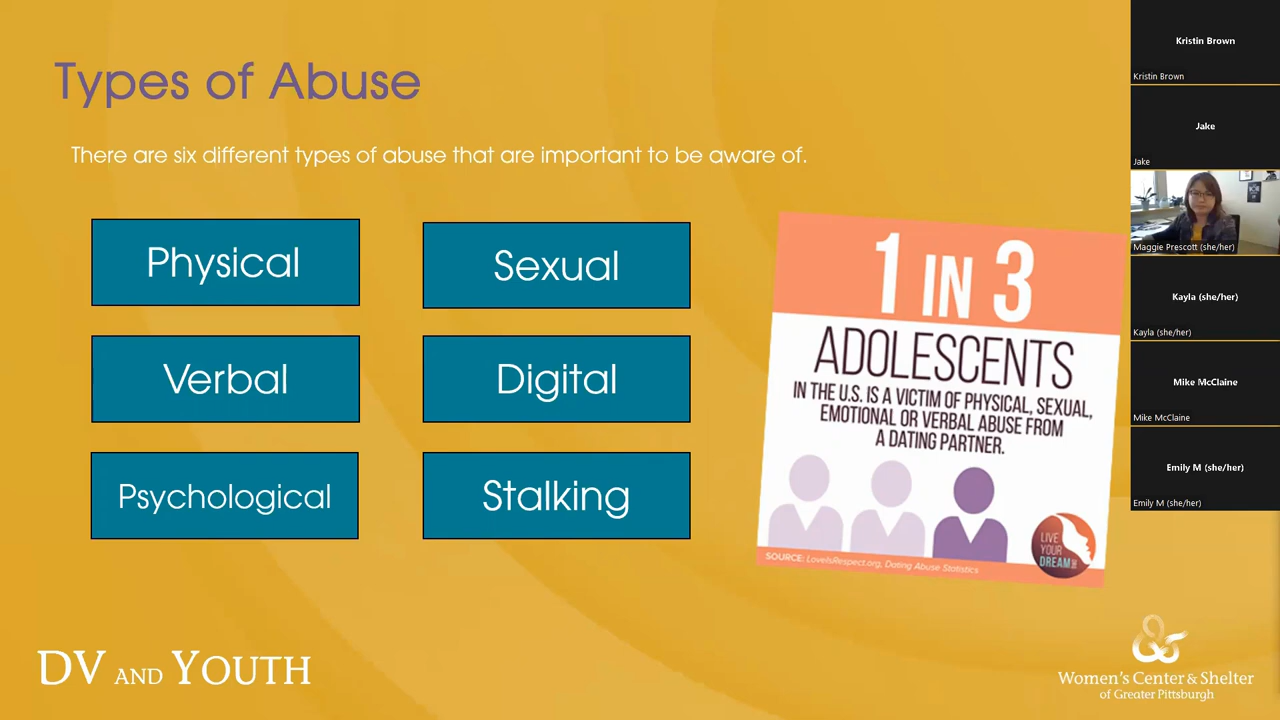 Types of Abuse
There are six different types of abuse that are important to be aware of.
Physical
Sexual
Verbal
Digital
Psychological
Stalking
1 IN 3
ADOLESCENTS
IN THE U.S. IS A VICTIM OF PHYSICAL, SEXUAL,
EMOTIONAL OR VERBAL ABUSE FROM
A DATING PARTNER.
LIVE
YOUR
DREAM
SOURCE: LoveIsRespect.org, Dating Abuse Statistics
DV AND YOUTH
Women's Center & Shelter
of Greater Pittsburgh
Kristin Brown
Kristin Brown
Jake
Jake
Maggie Prescott (she/her)
Kayla (she/her)
Kayla (she/her)
Mike McClaine
Mike McClaine
Emily M (she/her)
Emily M (she/her)